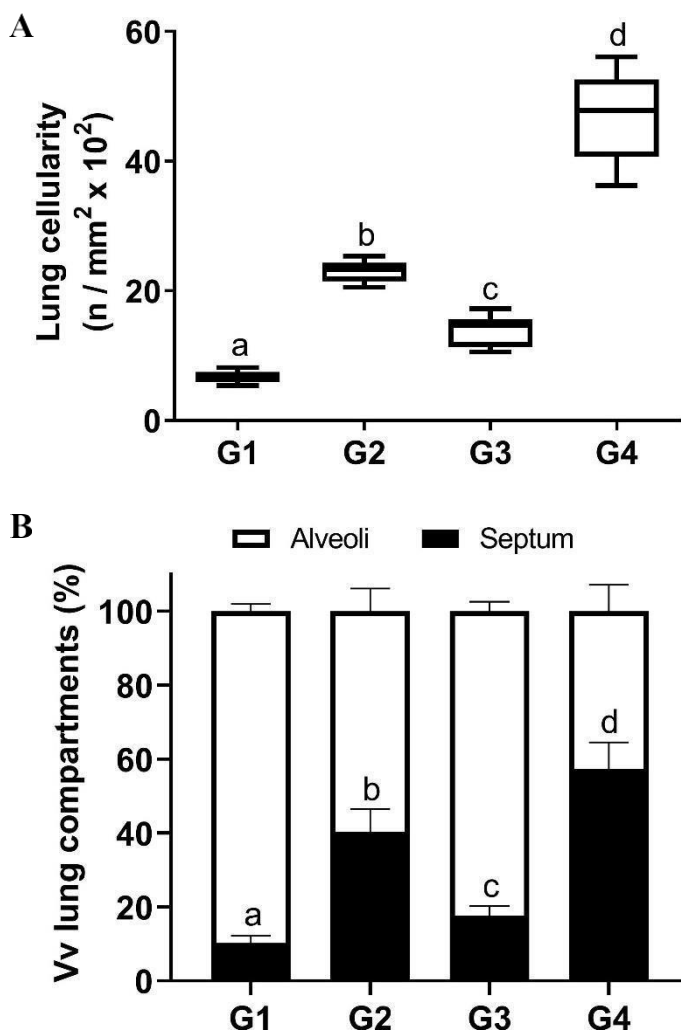 A
Lung cellularity
(n / mm² x 10²)
60
40
20
0
a
b
c
d
G1 G2 G3 G4
B
Alveoli Septum
Vv lung compartments (%)
100
80
60
40
20
0
a
b
c
d
G1 G2 G3 G4